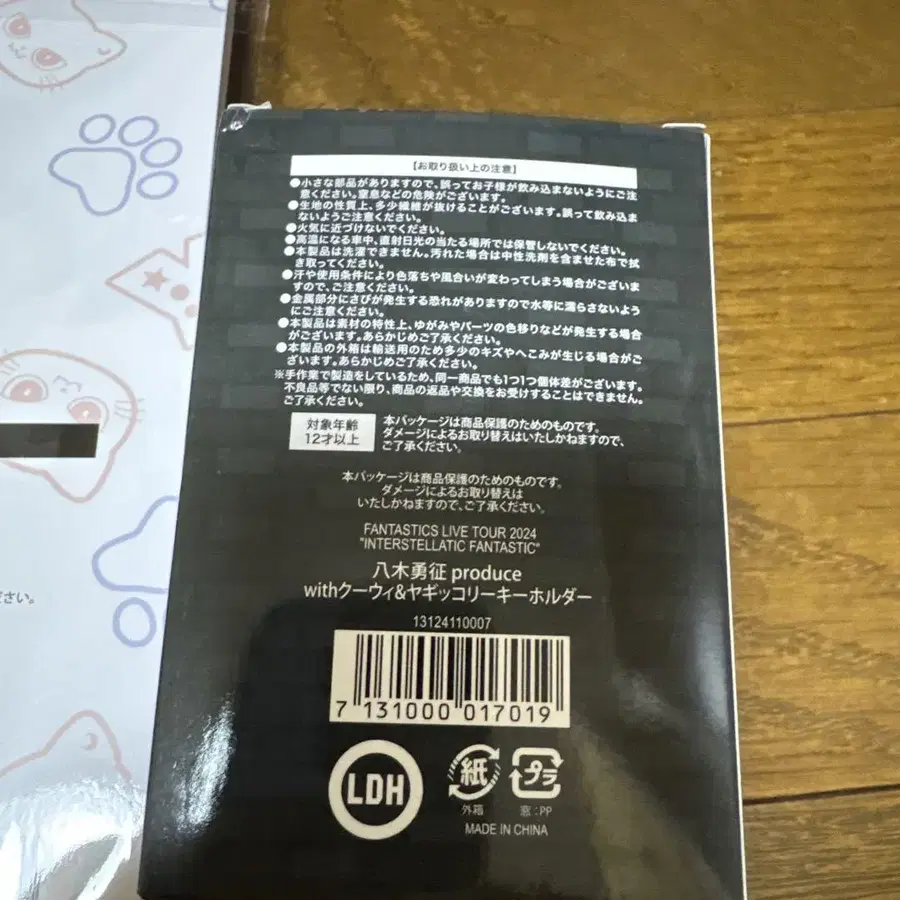 【お取り扱い上の注意】
●小さな部品がありますので、誤ってお子様が飲み込まないようにご注
意ください。窒息などの危険がございます。
●生地の性質上、多少繊維が抜けることがございます。誤って飲み込ま
ないようご注意ください。
●火気に近づけないでください。
●高温になる車中、直射日光の当たる場所では保管しないでください。
●本製品は洗濯できません。汚れた場合は中性洗剤を含ませた布で拭
き取ってください。
●汗や使用条件により色落ちや風合いが変わってしまう場合がござい
ますので、ご注意ください。
●金属部分にさびが発生する恐れがありますので水等に濡らさないよう
にご注意ください。
●本製品は素材の特性上、ゆがみやパーツの色移りなどが発生する場合
がございます。あらかじめご了承ください。
●本製品の外箱は輸送用のため多少のキズやへこみが生じる場合がご
ざいます。あらかじめご了承ください。
※手作業で製造をしているため、同一商品でも1つ1つ個体差がございます。
不良品等でない限り、商品の返品や交換をお受けすることはできません。
ご了承ください。
対象年齢
12才以上
本パッケージは商品保護のためのものです。
ダメージによるお取り替えはいたしかねますので、
ご了承ください。
本パッケージは商品保護のためのものです。
ダメージによるお取り替えは
いたしかねますので、ご了承ください。
FANTASTICS LIVE TOUR 2024
"INTERSTELLATIC FANTASTIC"
八木勇征 produce
withクーウィ&ヤギッコリーキーホルダー
13124110007
7 131000 017019
LDH
紙
外箱
プラ
窓:PP
MADE IN CHINA
ださい。